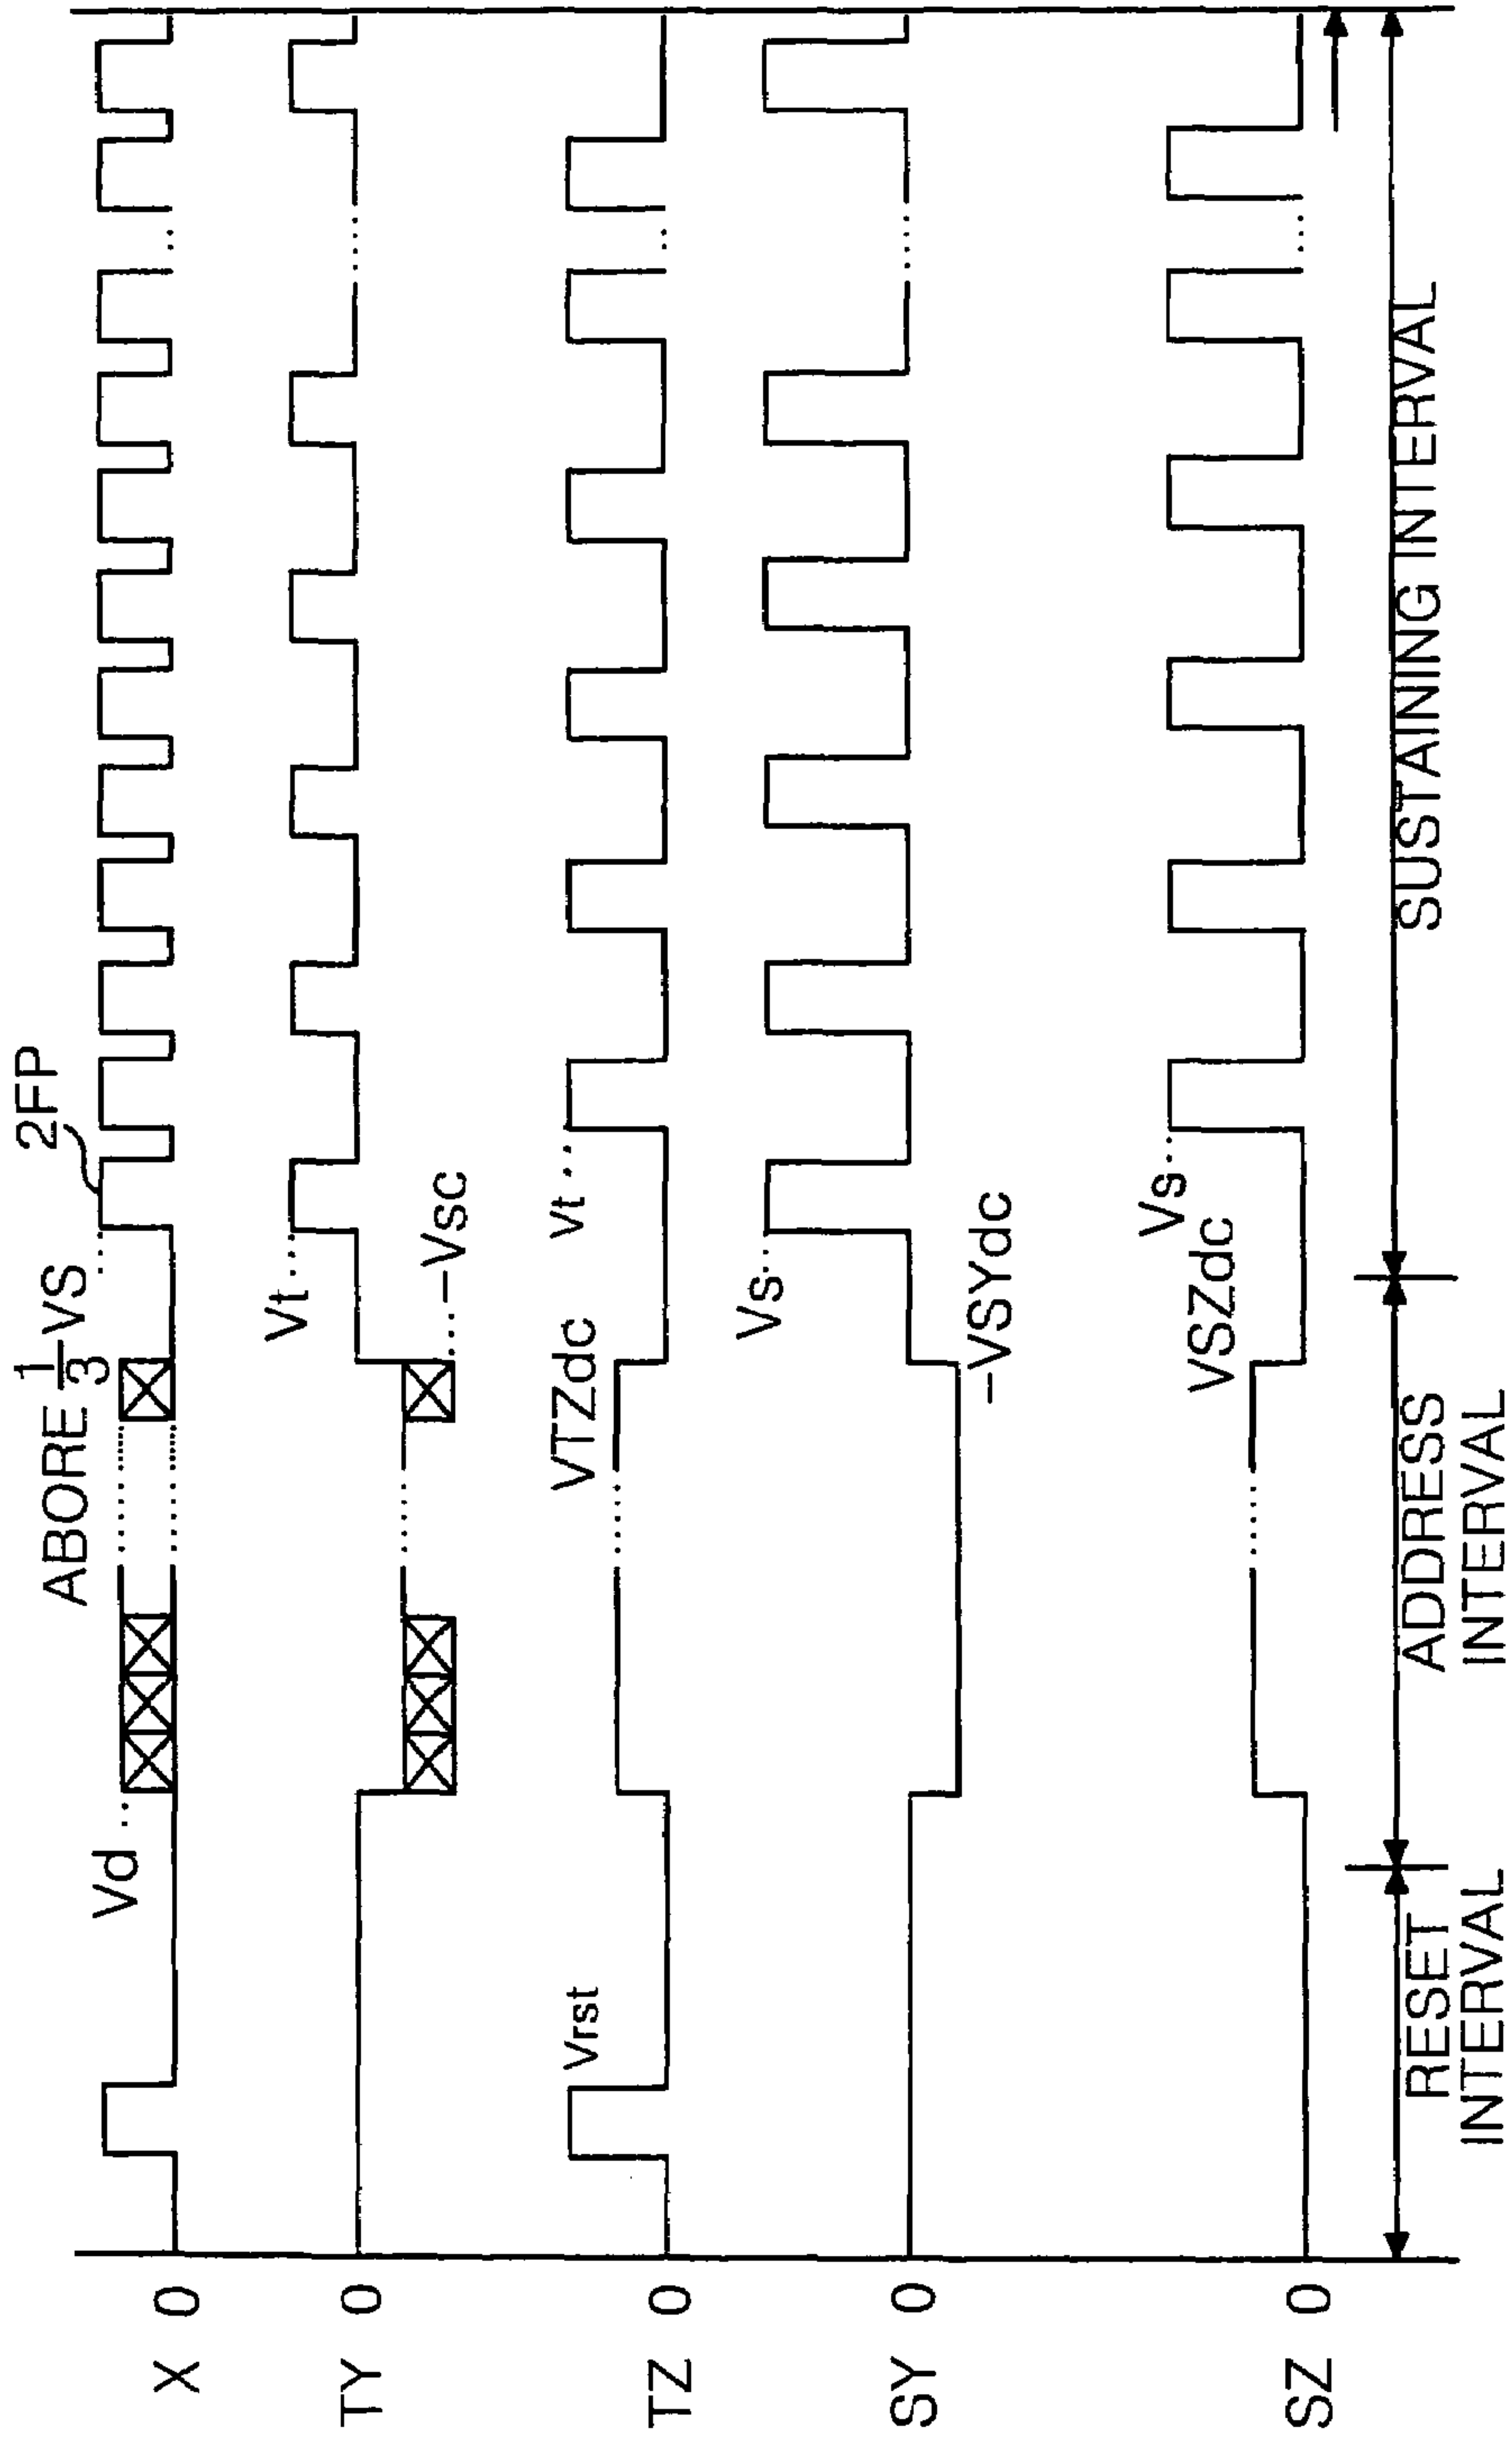 2FP
ABORE 1/3 VS
Vd
X 0
Vt
-Vsc
TY 0
Vrst
VTZdc
Vt
TZ 0
Vs
-VSYdc
SY 0
Vs
VSZdc
SZ 0
RESET
INTERVAL
ADDRESS
INTERVAL
SUSTAINING INTERVAL